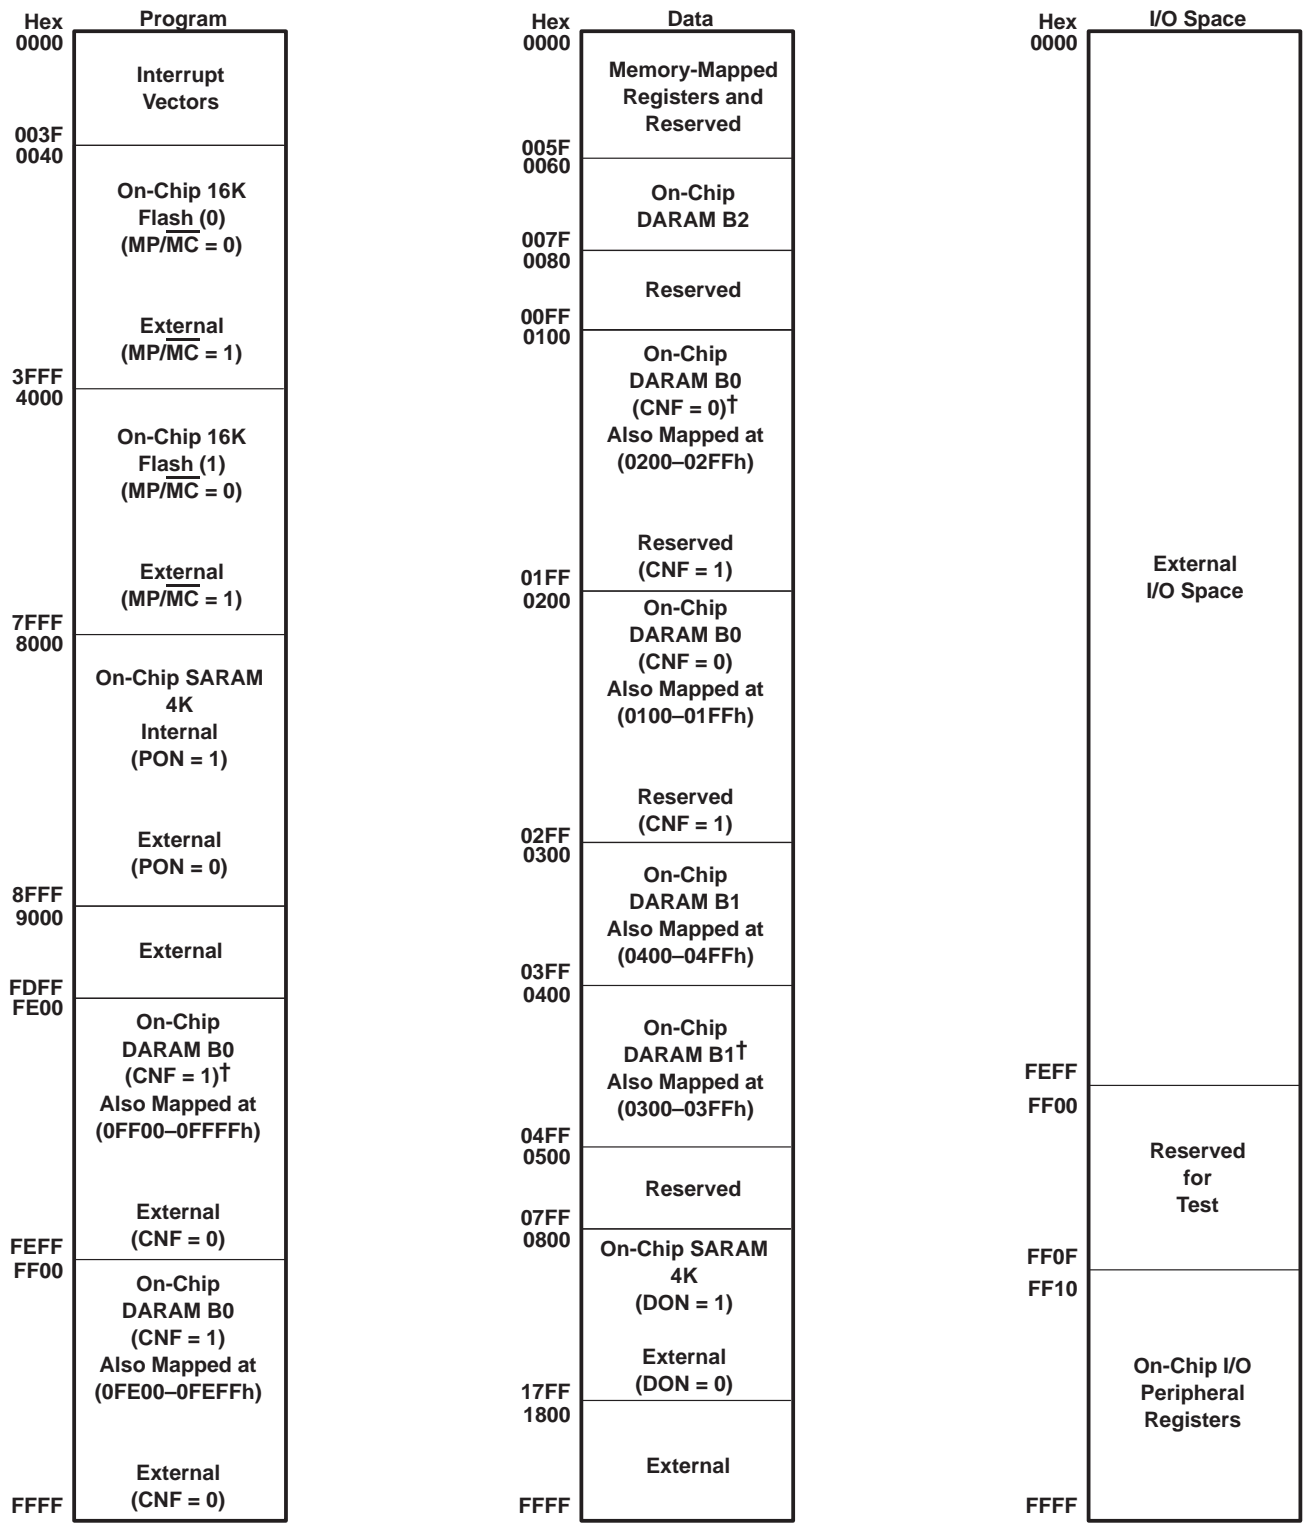 Hex
Program
0000
Interrupt
Vectors
003F
0040
On-Chip 16K
Flash (0)
(MP/MC = 0)
External
(MP/MC = 1)
3FFF
4000
On-Chip 16K
Flash (1)
(MP/MC = 0)
External
(MP/MC = 1)
7FFF
8000
On-Chip SARAM
4K
Internal
(PON = 1)
External
(PON = 0)
8FFF
9000
External
FDFF
FE00
On-Chip
DARAM B0
(CNF = 1)†
Also Mapped at
(0FF00–0FFFFh)
External
(CNF = 0)
FEFF
FF00
On-Chip
DARAM B0
(CNF = 1)
Also Mapped at
(0FE00–0FEFFh)
External
(CNF = 0)
FFFF
Hex
Data
0000
Memory-Mapped
Registers and
Reserved
005F
0060
On-Chip
DARAM B2
007F
0080
Reserved
00FF
0100
On-Chip
DARAM B0
(CNF = 0)†
Also Mapped at
(0200–02FFh)
Reserved
(CNF = 1)
01FF
0200
On-Chip
DARAM B0
(CNF = 0)
Also Mapped at
(0100–01FFh)
Reserved
(CNF = 1)
02FF
0300
On-Chip
DARAM B1
Also Mapped at
(0400–04FFh)
03FF
0400
On-Chip
DARAM B1†
Also Mapped at
(0300–03FFh)
04FF
0500
Reserved
07FF
0800
On-Chip SARAM
4K
(DON = 1)
External
(DON = 0)
17FF
1800
External
FFFF
Hex
I/O Space
0000
External
I/O Space
FEFF
FF00
Reserved
for
Test
FF0F
FF10
On-Chip I/O
Peripheral
Registers
FFFF